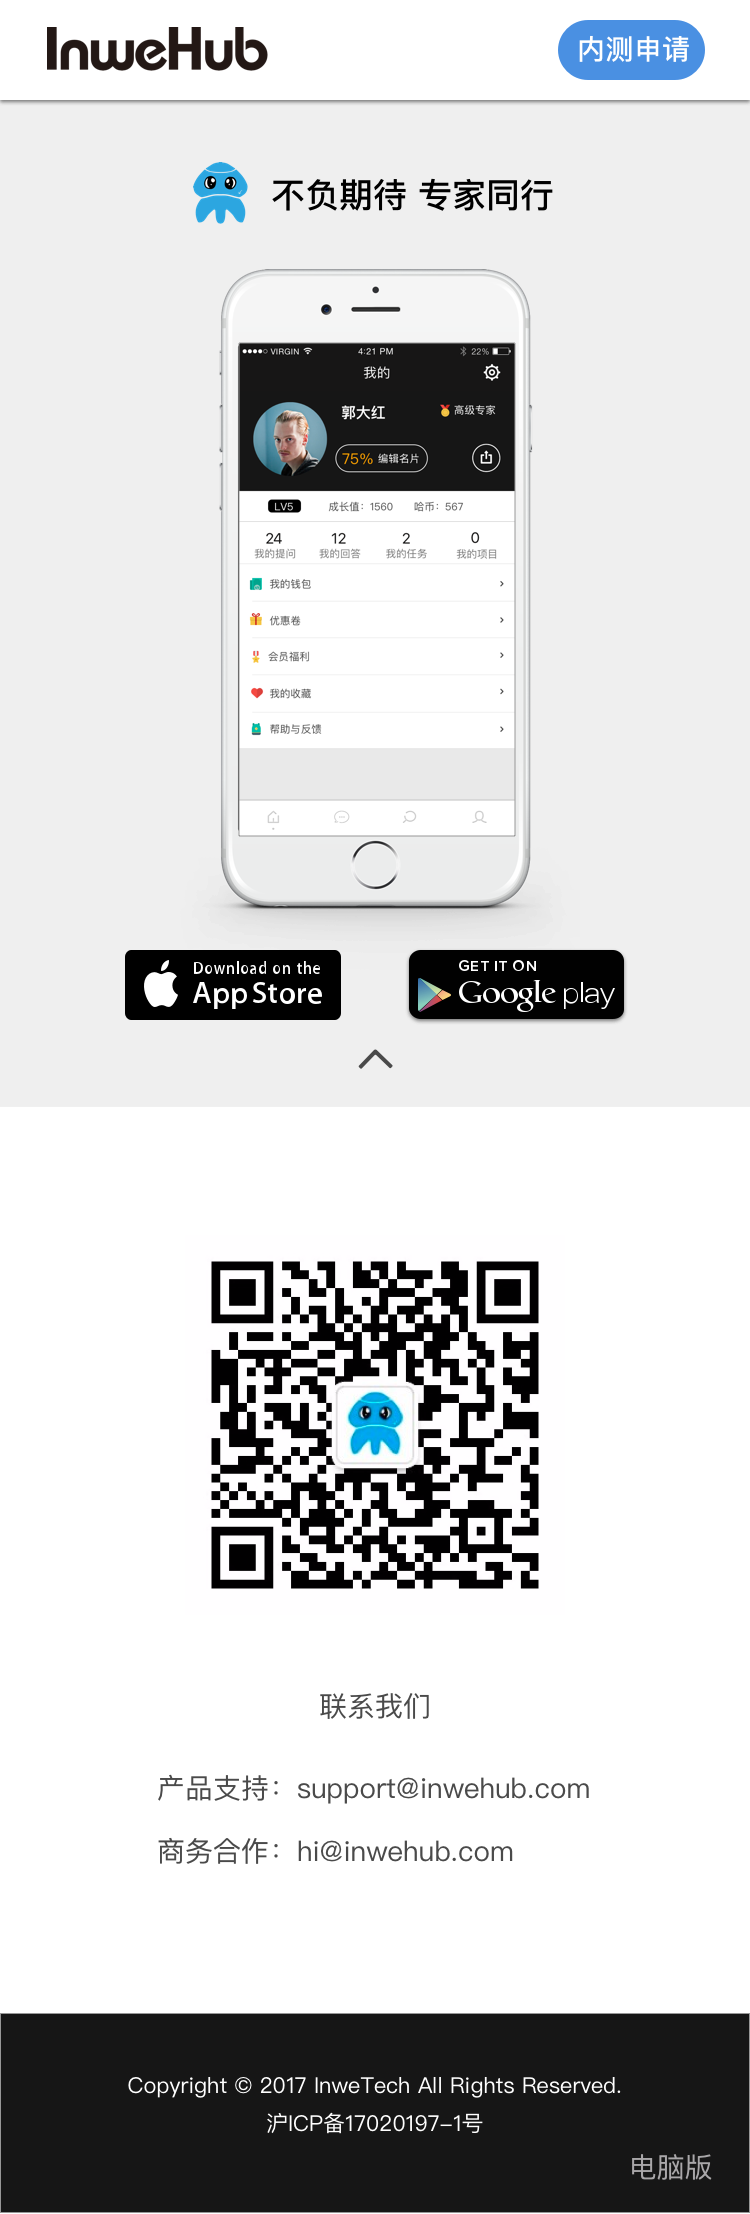 InweHub
内测申请
不负期待 专家同行
VIRGIN 4:21 PM 22%
我的
郭大红
高级专家
75% 编辑名片
LV5 成长值：1560 哈币：567
24 12 2 0
我的提问 我的回答 我的任务 我的项目
我的钱包
优惠卷
会员福利
我的收藏
帮助与反馈
Download on the
App Store
GET IT ON
Google play
联系我们
产品支持：support@inwehub.com
商务合作：hi@inwehub.com
Copyright © 2017 InweTech All Rights Reserved.
沪ICP备17020197-1号
电脑版